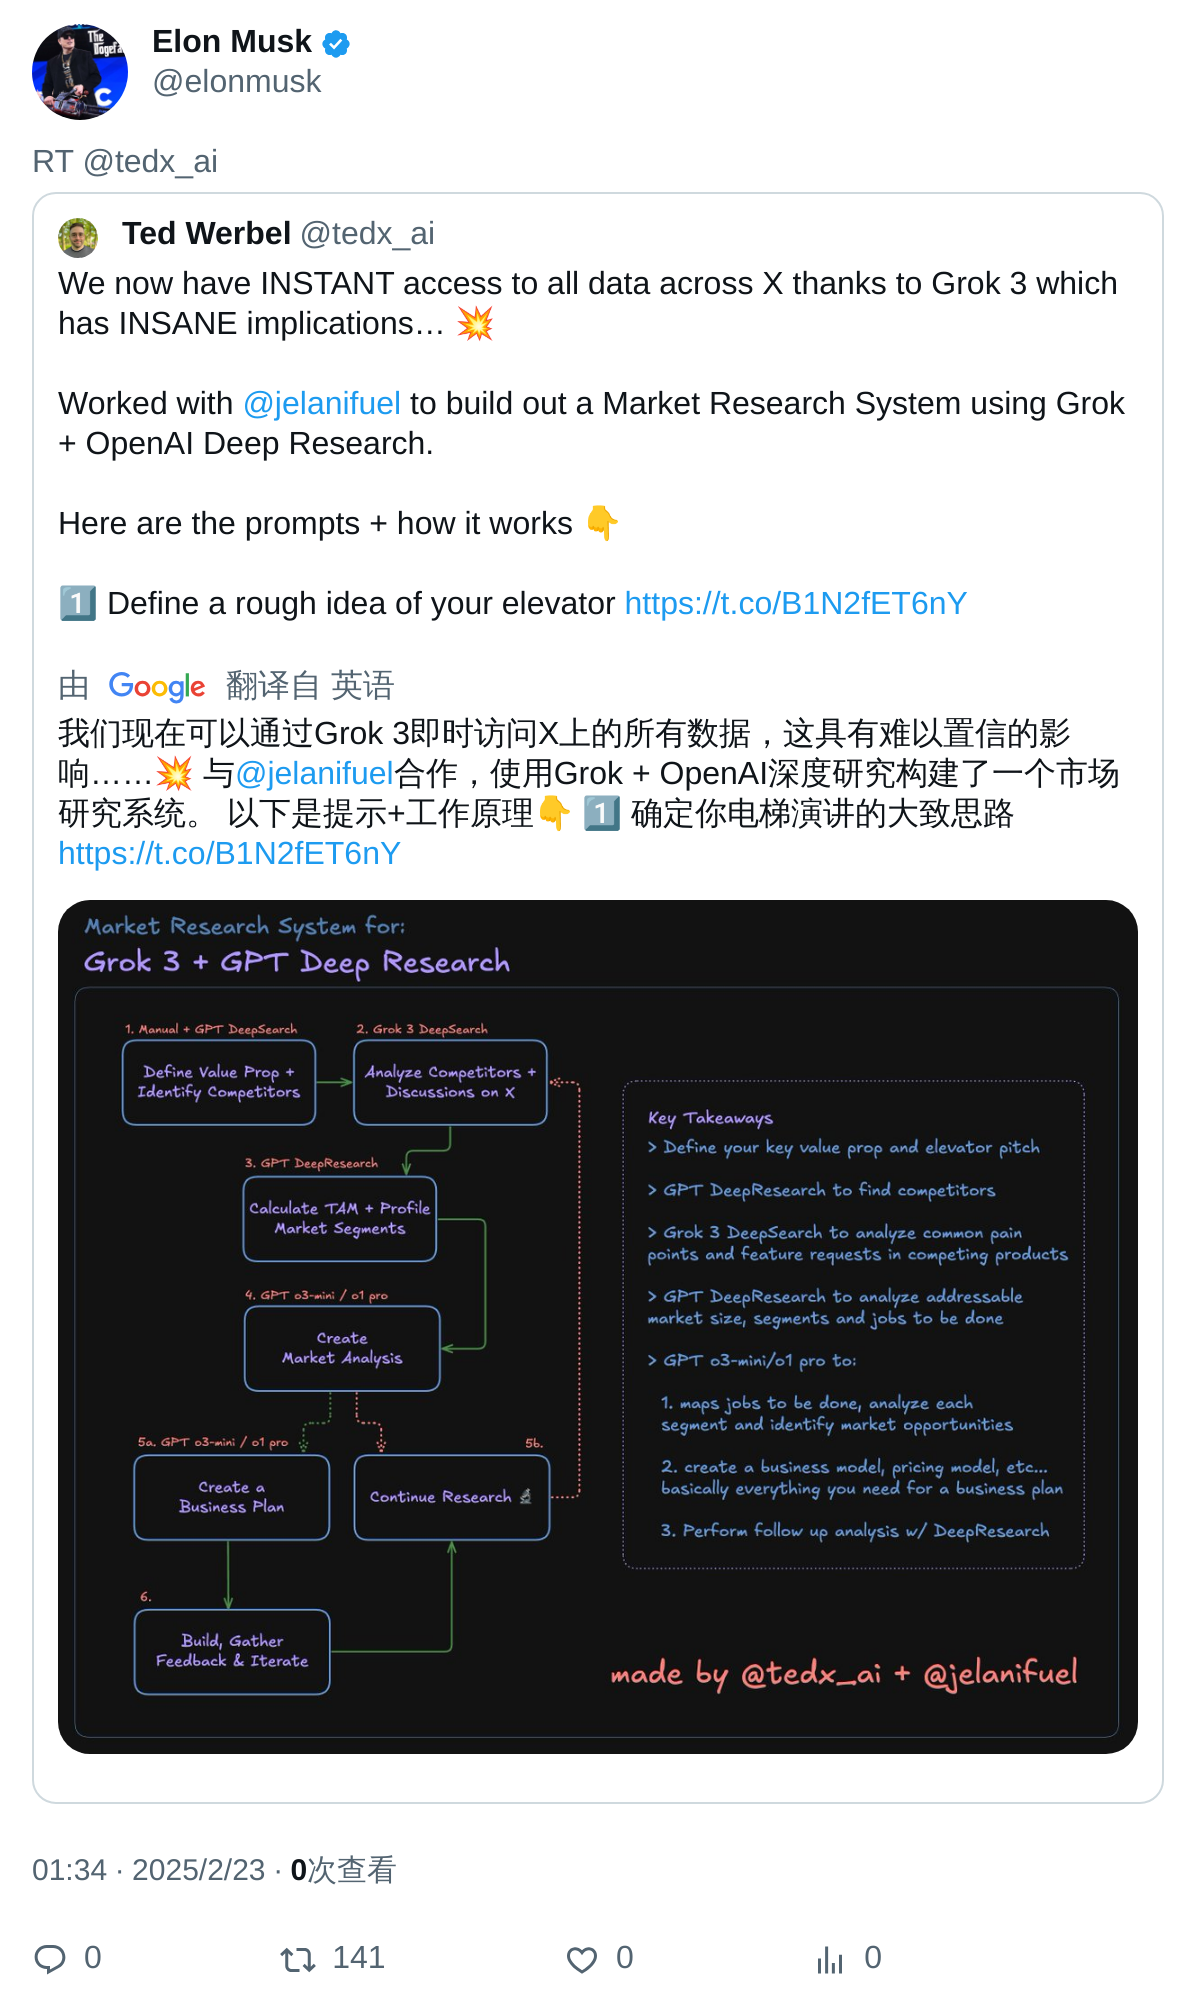 Elon Musk
@elonmusk
The
Dogefa
C
RT @tedx_ai
Ted Werbel @tedx_ai
We now have INSTANT access to all data across X thanks to Grok 3 which
has INSANE implications… 💥
Worked with @jelanifuel to build out a Market Research System using Grok
+ OpenAI Deep Research.
Here are the prompts + how it works 👇
1️⃣ Define a rough idea of your elevator https://t.co/B1N2fET6nY
由 Google 翻译自 英语
我们现在可以通过Grok 3即时访问X上的所有数据，这具有难以置信的影
响……💥 与@jelanifuel合作，使用Grok + OpenAI深度研究构建了一个市场
研究系统。 以下是提示+工作原理👇 1️⃣ 确定你电梯演讲的大致思路
https://t.co/B1N2fET6nY
Market Research System for:
Grok 3 + GPT Deep Research
1. Manual + GPT DeepSearch
Define Value Prop +
Identify Competitors
2. Grok 3 DeepSearch
Analyze Competitors +
Discussions on X
3. GPT DeepResearch
Calculate TAM + Profile
Market Segments
4. GPT o3-mini / o1 pro
Create
Market Analysis
5a. GPT o3-mini / o1 pro
Create a
Business Plan
5b.
Continue Research 🔬
6.
Build, Gather
Feedback & Iterate
Key Takeaways
> Define your key value prop and elevator pitch
> GPT DeepResearch to find competitors
> Grok 3 DeepSearch to analyze common pain
points and feature requests in competing products
> GPT DeepResearch to analyze addressable
market size, segments and jobs to be done
> GPT o3-mini/o1 pro to:
1. maps jobs to be done, analyze each
segment and identify market opportunities
2. create a business model, pricing model, etc...
basically everything you need for a business plan
3. Perform follow up analysis w/ DeepResearch
made by @tedx_ai + @jelanifuel
01:34 · 2025/2/23 · 0次查看
0 141 0 0